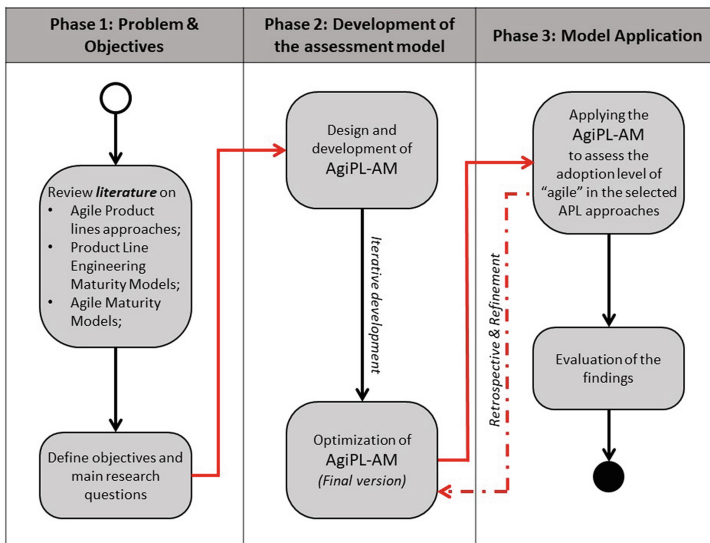 Phase 1: Problem &
Objectives
Phase 2: Development of
the assessment model
Phase 3: Model Application
Review literature on
• Agile Product
lines approaches;
• Product Line
Engineering
Maturity Models;
• Agile Maturity
Models;
Define objectives and
main research
questions
Design and
development of
AgiPL-AM
Iterative development
Optimization of
AgiPL-AM
(Final version)
Applying the
AgiPL-AM
to assess the
adoption level of
“agile” in the selected
APL approaches
Retrospective & Refinement
Evaluation of the
findings